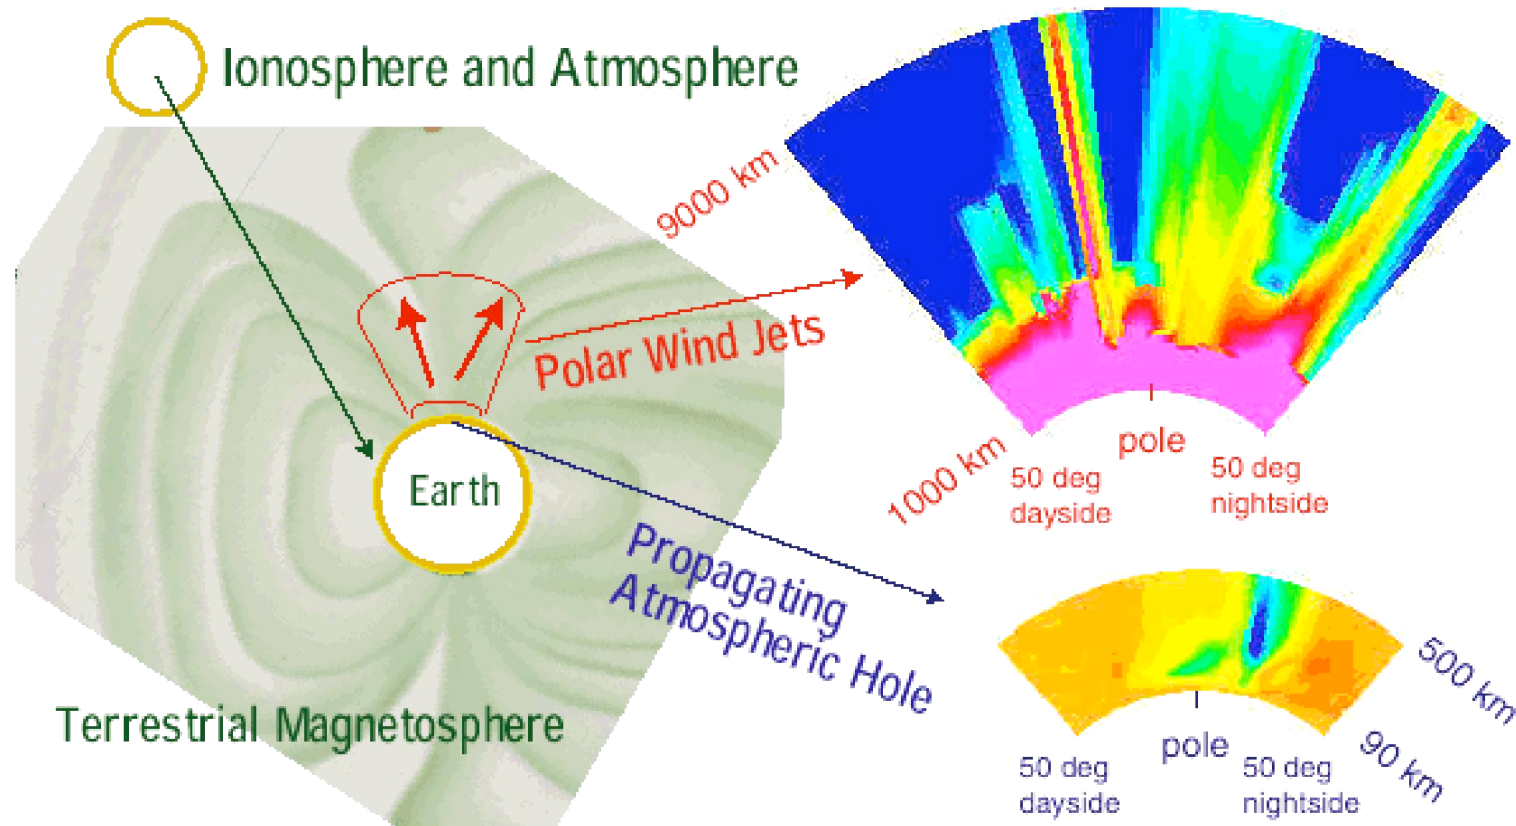 Ionosphere and Atmosphere
9000 km
Polar Wind Jets
Earth
1000 km
pole
50 deg
dayside
50 deg
nightside
Propagating
Atmospheric Hole
Terrestrial Magnetosphere
500 km
90 km
pole
50 deg
dayside
50 deg
nightside